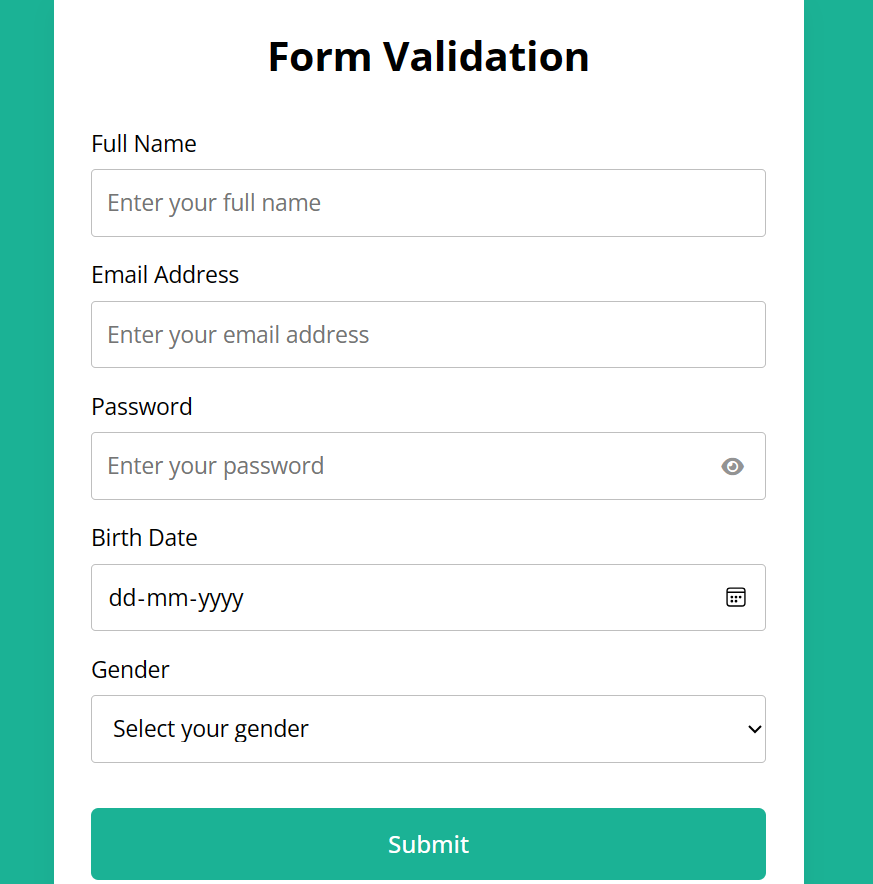 Form Validation
Full Name
Enter your full name
Email Address
Enter your email address
Password
Enter your password
Birth Date
dd-mm-yyyy
Gender
Select your gender
Submit